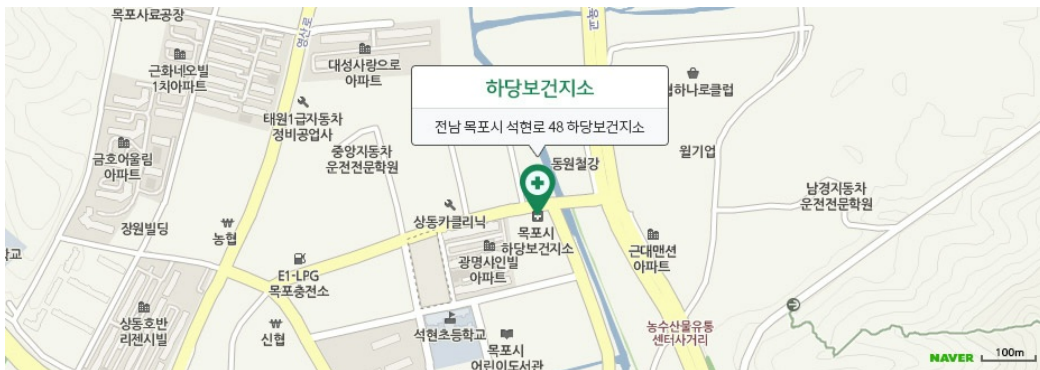 목포사료공장
영산로
근화네오빌
1치아파트
대성사랑으로
아파트
하당보건지소
전남 목포시 석현로 48 하당보건지소
협하나로클럽
태원1급자동차
정비공업사
중앙자동차
운전전문학원
동원철강
윌기업
금호어울림
아파트
남경자동차
운전전문학원
장원빌딩
농협
상동카클리닉
목포시
하당보건지소
학교
E1-LPG
목포충전소
광명샤인빌
아파트
근대맨션
아파트
상동호반
리젠시빌
신협
석현초등학교
목포시
어린이도서관
농수산물유통
센터사거리
NAVER
100m